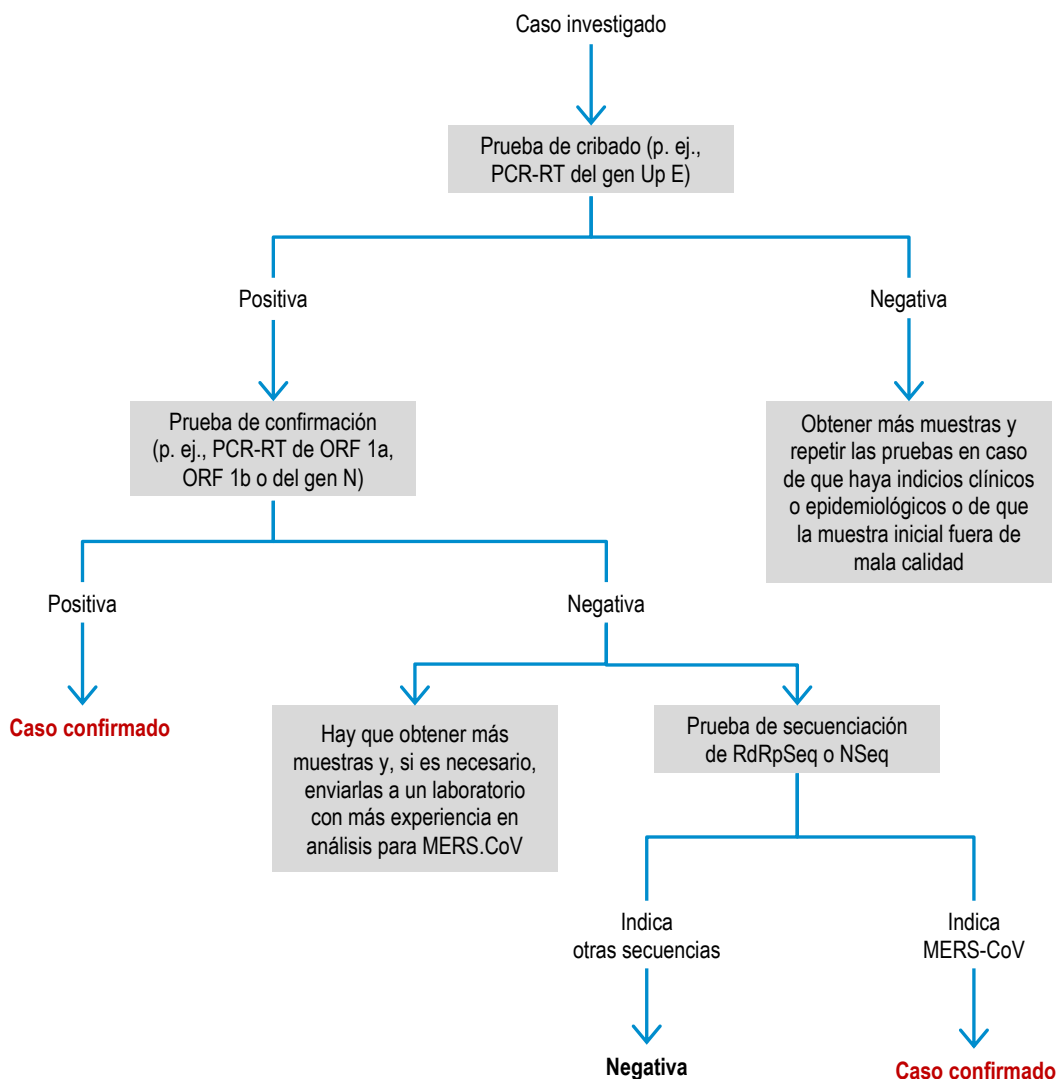 Caso investigado
Prueba de cribado (p. ej.,
PCR-RT del gen Up E)
Positiva
Negativa
Prueba de confirmación
(p. ej., PCR-RT de ORF 1a,
ORF 1b o del gen N)
Obtener más muestras y
repetir las pruebas en caso
de que haya indicios clínicos
o epidemiológicos o de que
la muestra inicial fuera de
mala calidad
Positiva
Negativa
Caso confirmado
Hay que obtener más
muestras y, si es necesario,
enviarlas a un laboratorio
con más experiencia en
análisis para MERS.CoV
Prueba de secuenciación
de RdRpSeq o NSeq
Indica
otras secuencias
Indica
MERS-CoV
Negativa
Caso confirmado